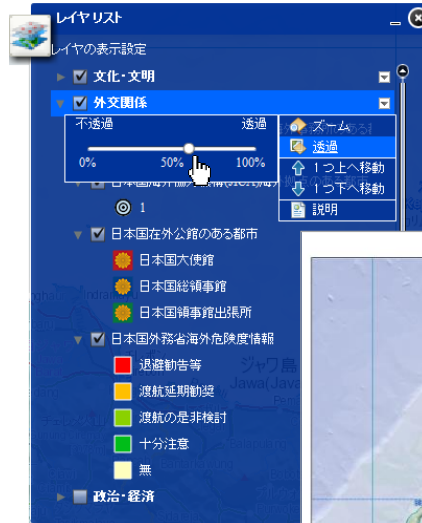 レイヤリスト
レイヤの表示設定
文化・文明
外交関係
不透過 透過
0% 50% 100%
ズーム
透過
1つ上へ移動
1つ下へ移動
説明
1
日本国在外公館のある都市
日本国大使館
日本国総領事館
日本国領事館出張所
日本国外務省海外危険度情報
退避勧告等
渡航延期勧奨
渡航の是非検討
十分注意
無
政治・経済
ジャワ島
Jawa(Java